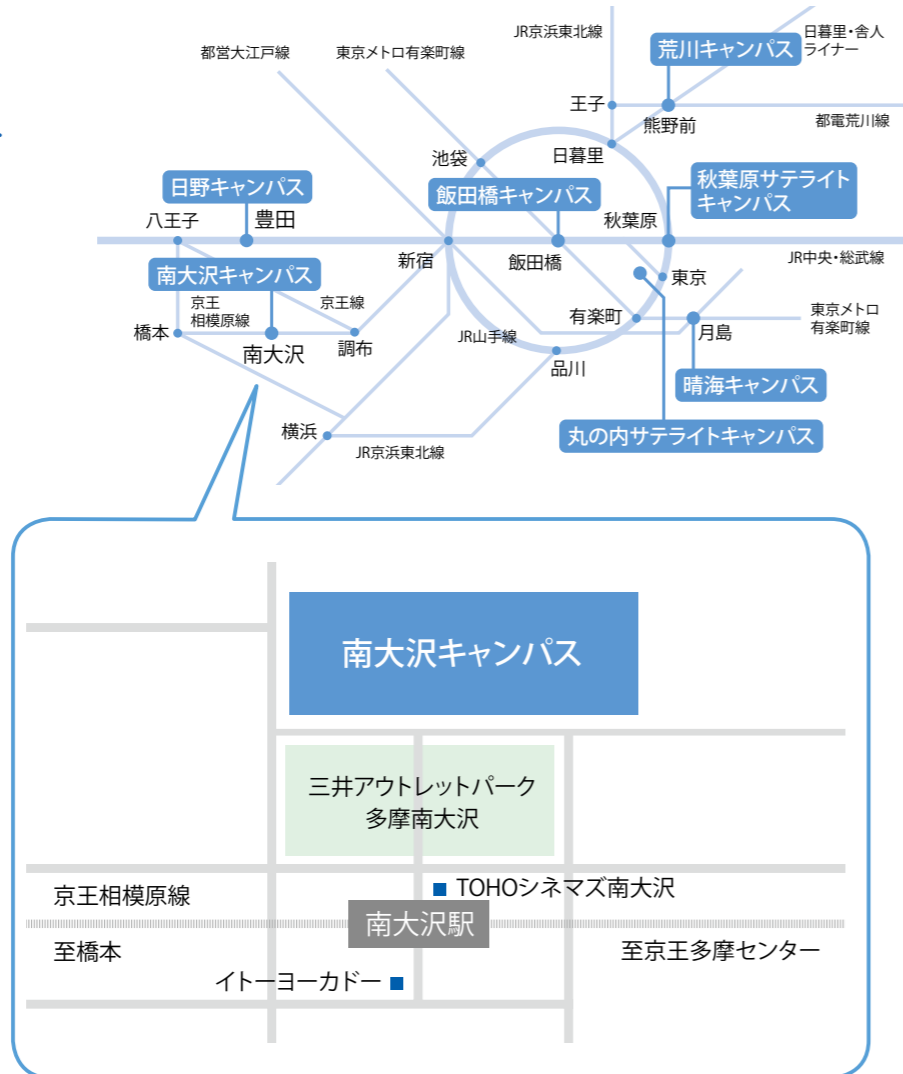 JR京浜東北線
日暮里・舎人
ライナー
都営大江戸線
東京メトロ有楽町線
荒川キャンパス
王子
熊野前
都電荒川線
池袋
日暮里
日野キャンパス
飯田橋キャンパス
秋葉原サテライト
キャンパス
八王子
豊田
秋葉原
新宿
飯田橋
JR中央・総武線
南大沢キャンパス
東京
京王
相模原線
京王線
有楽町
東京メトロ
有楽町線
橋本
南大沢
調布
JR山手線
月島
品川
晴海キャンパス
横浜
丸の内サテライトキャンパス
JR京浜東北線
南大沢キャンパス
三井アウトレットパーク
多摩南大沢
京王相模原線
TOHOシネマズ南大沢
南大沢駅
至橋本
至京王多摩センター
イトーヨーカドー